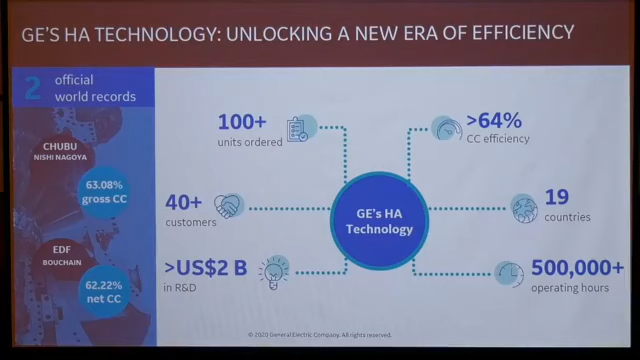 GE'S HA TECHNOLOGY: UNLOCKING A NEW ERA OF EFFICIENCY
2 official
world records
CHUBU
NISHI NAGOYA
63.08%
gross CC
EDF
BOUCHAIN
62.22%
net CC
100+
units ordered
40+
customers
>US$2 B
in R&D
GE's HA
Technology
>64%
CC efficiency
19
countries
500,000+
operating hours
© 2020 General Electric Company. All rights reserved.